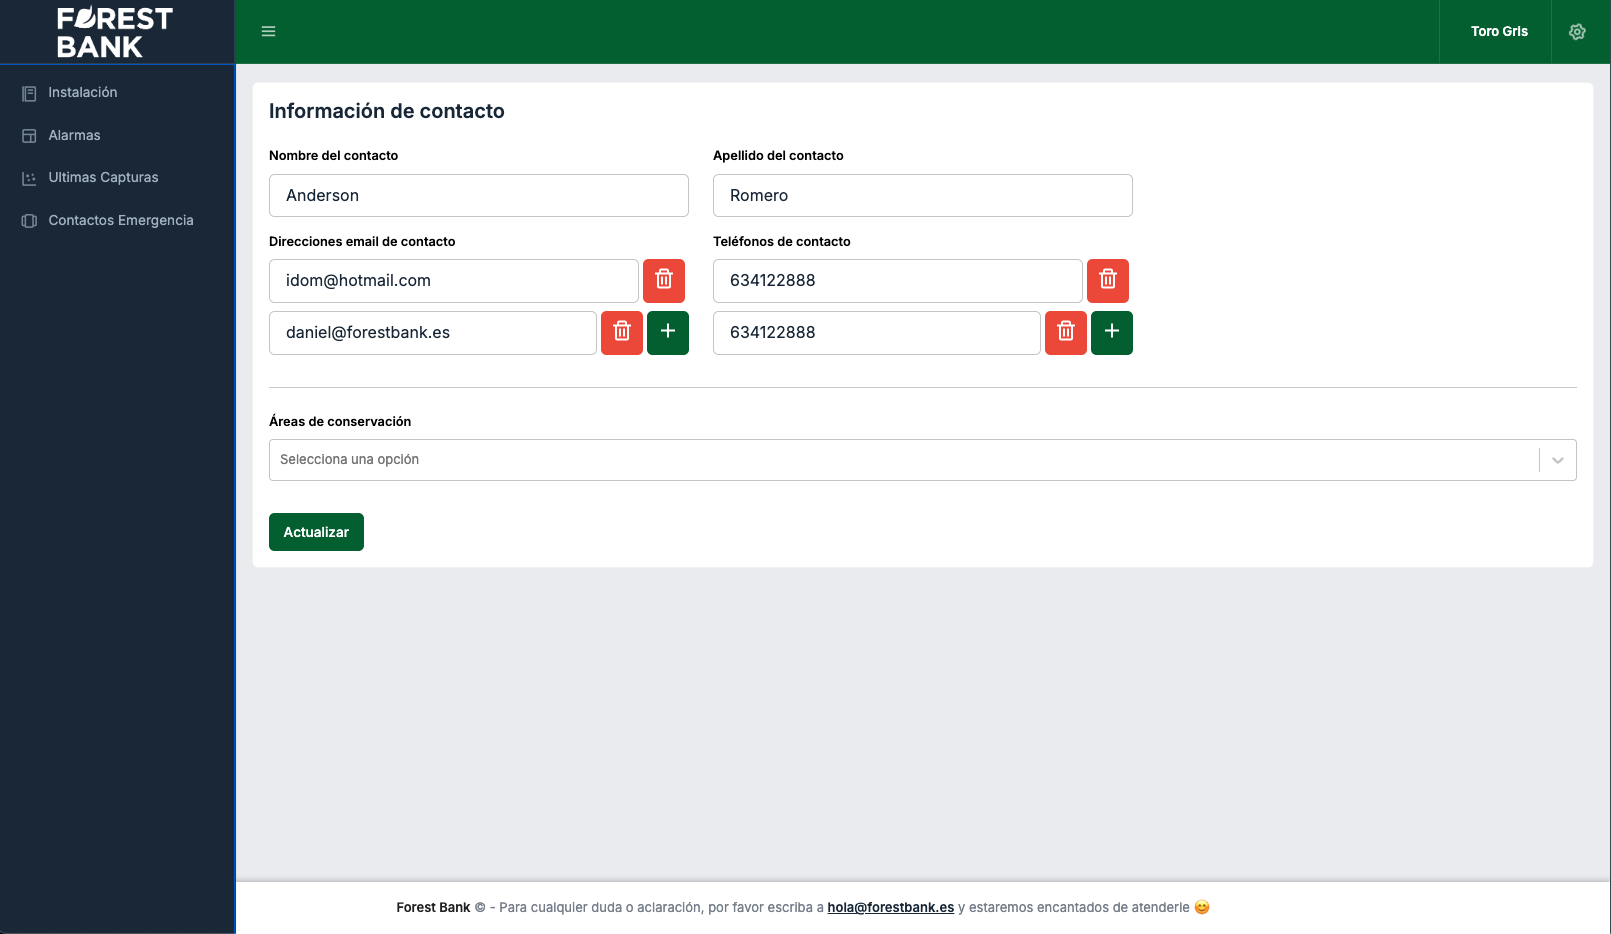 FOREST
BANK
Toro Gris
Instalación
Alarmas
Ultimas Capturas
Contactos Emergencia
Información de contacto
Nombre del contacto
Apellido del contacto
Anderson
Romero
Direcciones email de contacto
Teléfonos de contacto
idom@hotmail.com
634122888
daniel@forestbank.es
634122888
Áreas de conservación
Selecciona una opción
Actualizar
Forest Bank © - Para cualquier duda o aclaración, por favor escriba a hola@forestbank.es y estaremos encantados de atenderle 😊